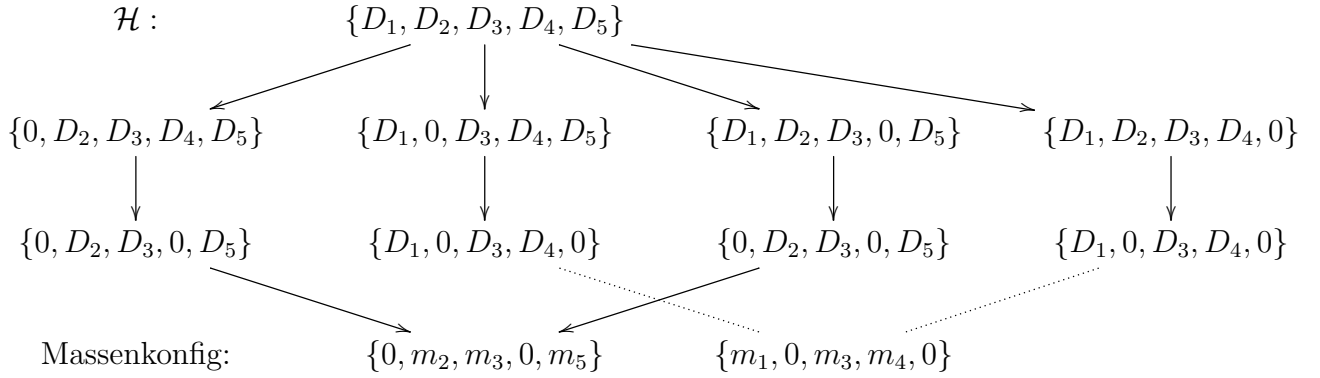 ℋ : {D₁, D₂, D₃, D₄, D₅}
{0, D₂, D₃, D₄, D₅} {D₁, 0, D₃, D₄, D₅} {D₁, D₂, D₃, 0, D₅} {D₁, D₂, D₃, D₄, 0}
{0, D₂, D₃, 0, D₅} {D₁, 0, D₃, D₄, 0} {0, D₂, D₃, 0, D₅} {D₁, 0, D₃, D₄, 0}
Massenkonfig: {0, m₂, m₃, 0, m₅} {m₁, 0, m₃, m₄, 0}